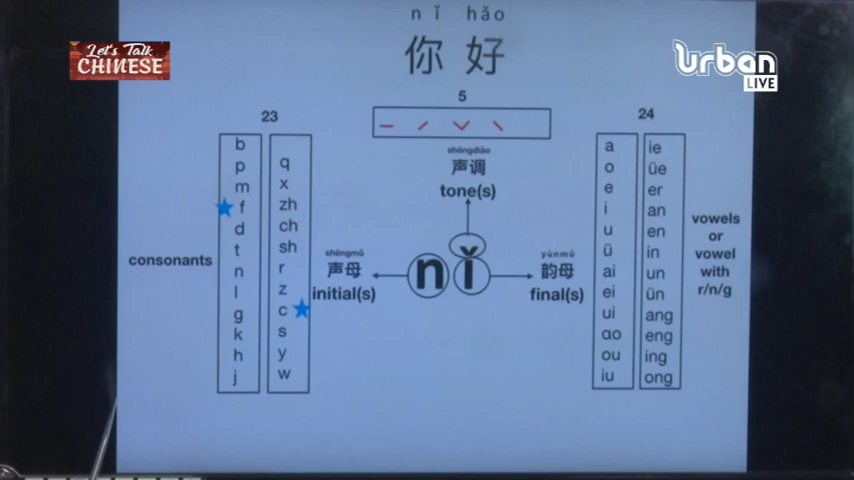 nǐ hǎo
你好
Let's Talk
CHINESE
urban
LIVE
5
— ˊ ˇ ˋ
shēngdiào
声调
tone(s)
23
consonants
b
p
m
f
d
t
n
l
g
k
h
j
q
x
zh
ch
sh
r
z
c
s
y
w
shēngmǔ
声母
initial(s)
nǐ
yùnmǔ
韵母
final(s)
24
a
o
e
i
u
ü
ai
ei
ui
ɑo
ou
iu
ie
üe
er
an
en
in
un
ün
ang
eng
ing
ong
vowels
or
vowel
with
r/n/g